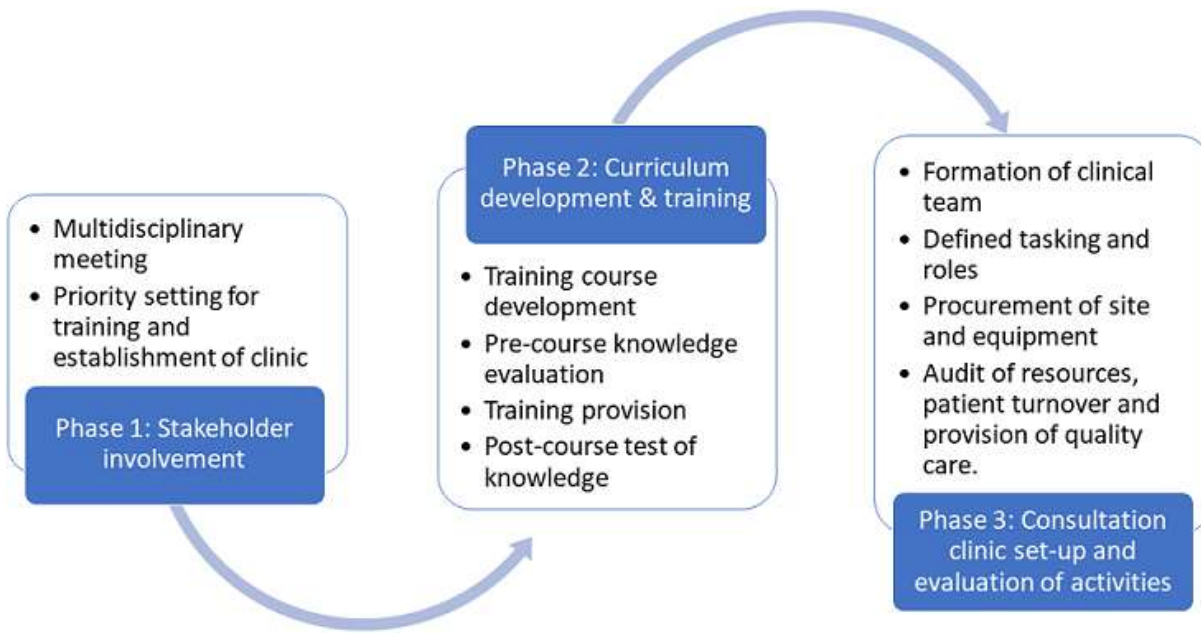 • Multidisciplinary
meeting
• Priority setting for
training and
establishment of clinic
Phase 1: Stakeholder
involvement
Phase 2: Curriculum
development & training
• Training course
development
• Pre-course knowledge
evaluation
• Training provision
• Post-course test of
knowledge
• Formation of clinical
team
• Defined tasking and
roles
• Procurement of site
and equipment
• Audit of resources,
patient turnover and
provision of quality
care.
Phase 3: Consultation
clinic set-up and
evaluation of activities